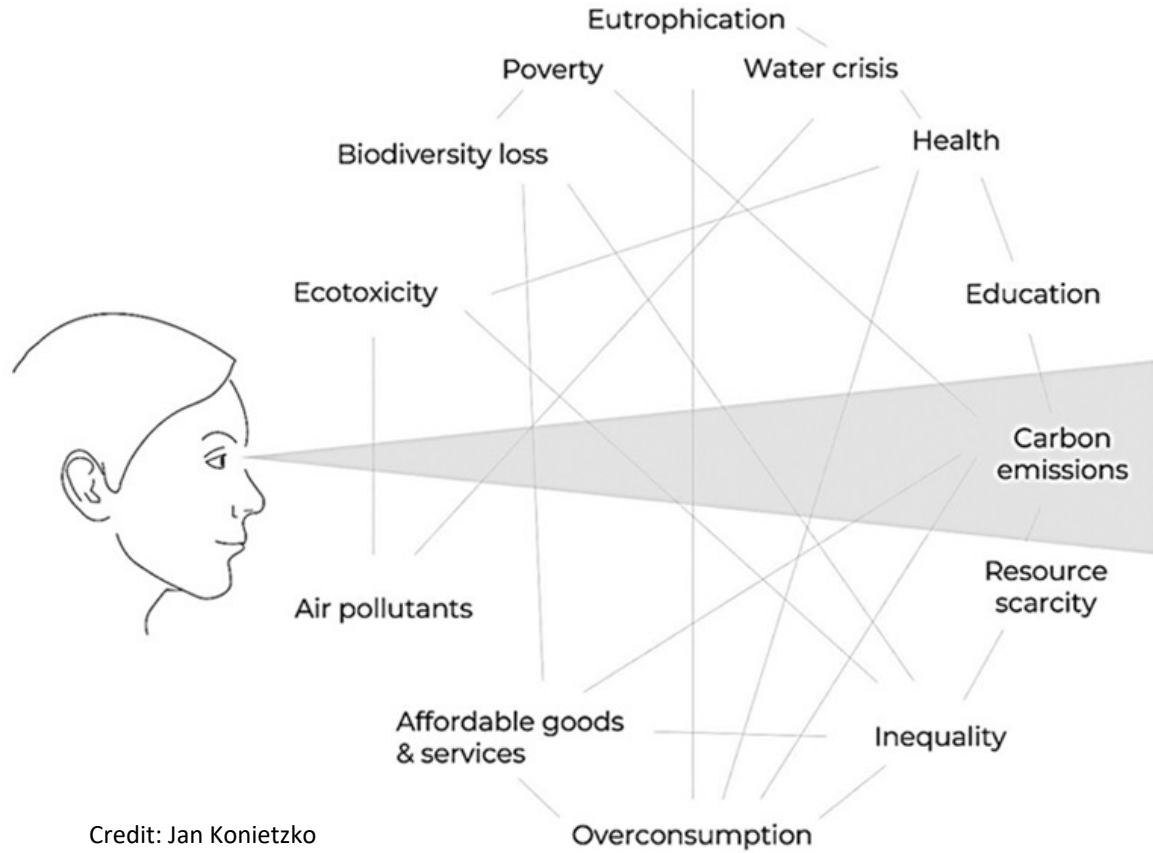 Eutrophication
Poverty
Water crisis
Health
Biodiversity loss
Ecotoxicity
Education
Carbon
emissions
Resource
scarcity
Air pollutants
Affordable goods
& services
Inequality
Overconsumption
Credit: Jan Konietzko